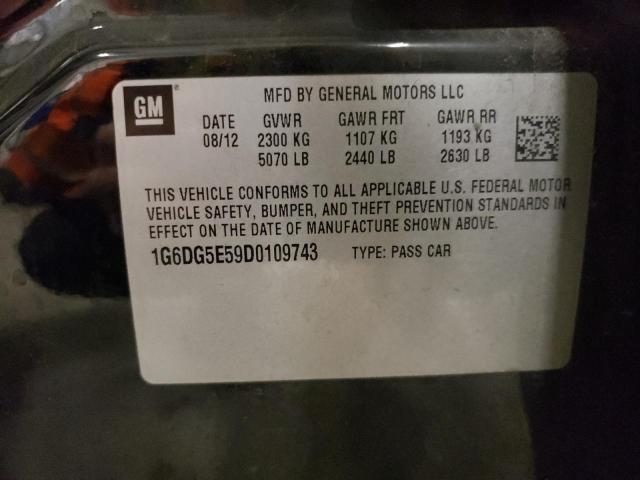 GM
MFD BY GENERAL MOTORS LLC
DATE GVWR GAWR FRT GAWR RR
08/12 2300 KG 1107 KG 1193 KG
5070 LB 2440 LB 2630 LB
THIS VEHICLE CONFORMS TO ALL APPLICABLE U.S. FEDERAL MOTOR
VEHICLE SAFETY, BUMPER, AND THEFT PREVENTION STANDARDS IN
EFFECT ON THE DATE OF MANUFACTURE SHOWN ABOVE.
1G6DG5E59D0109743 TYPE: PASS CAR